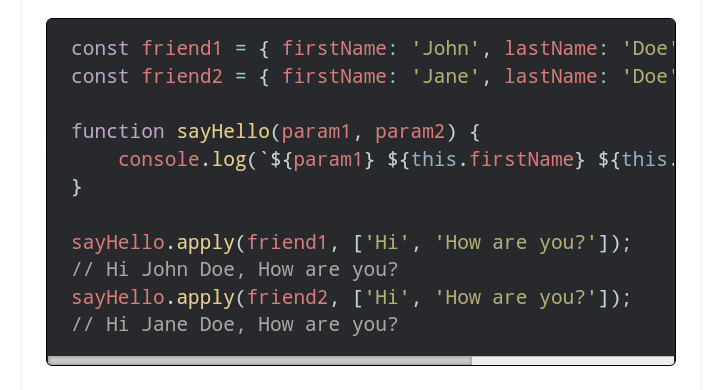 const friend1 = { firstName: 'John', lastName: 'Doe'
const friend2 = { firstName: 'Jane', lastName: 'Doe'
function sayHello(param1, param2) {
console.log(`${param1} ${this.firstName} ${this.
}
sayHello.apply(friend1, ['Hi', 'How are you?']);
// Hi John Doe, How are you?
sayHello.apply(friend2, ['Hi', 'How are you?']);
// Hi Jane Doe, How are you?